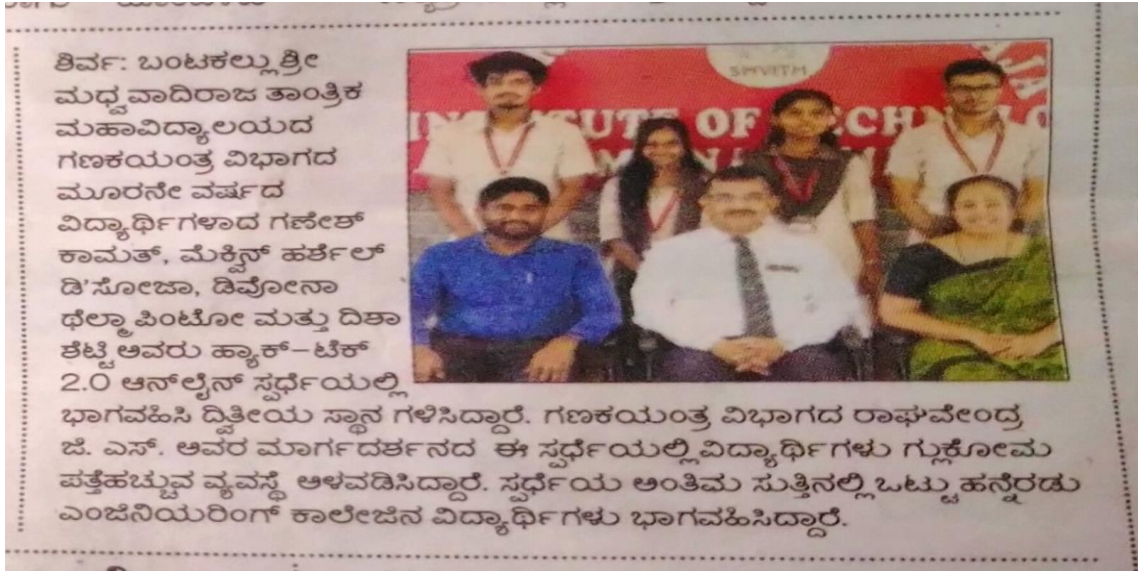 ಶಿರ್ವ: ಬಂಟಕಲ್ಲು ಶ್ರೀ
ಮಧ್ವವಾದಿರಾಜ ತಾಂತ್ರಿಕ
ಮಹಾವಿದ್ಯಾಲಯದ
ಗಣಕಯಂತ್ರ ವಿಭಾಗದ
ಮೂರನೇ ವರ್ಷದ
ವಿದ್ಯಾರ್ಥಿಗಳಾದ ಗಣೇಶ್
ಕಾಮತ್, ಮೆಕ್ವಿನ್ ಹರ್ಶೆಲ್
ಡಿ'ಸೋಜಾ, ಡಿವೋನಾ
ಥೆಲ್ಮಾ ಪಿಂಟೋ ಮತ್ತು ದಿಶಾ
ಶೆಟ್ಟಿ ಅವರು ಹ್ಯಾಕ್-ಟೆಕ್
2.0 ಆನ್‌ಲೈನ್ ಸ್ಪರ್ಧೆಯಲ್ಲಿ
ಭಾಗವಹಿಸಿ ದ್ವಿತೀಯ ಸ್ಥಾನ ಗಳಿಸಿದ್ದಾರೆ. ಗಣಕಯಂತ್ರ ವಿಭಾಗದ ರಾಘವೇಂದ್ರ
ಜಿ. ಎಸ್. ಅವರ ಮಾರ್ಗದರ್ಶನದ ಈ ಸ್ಪರ್ಧೆಯಲ್ಲಿ ವಿದ್ಯಾರ್ಥಿಗಳು ಗ್ಲುಕೋಮ
ಪತ್ತೆಹಚ್ಚುವ ವ್ಯವಸ್ಥೆ ಅಳವಡಿಸಿದ್ದಾರೆ. ಸ್ಪರ್ಧೆಯ ಅಂತಿಮ ಸುತ್ತಿನಲ್ಲಿ ಒಟ್ಟು ಹನ್ನೆರಡು
ಎಂಜಿನಿಯರಿಂಗ್ ಕಾಲೇಜಿನ ವಿದ್ಯಾರ್ಥಿಗಳು ಭಾಗವಹಿಸಿದ್ದಾರೆ.
SMVITM
OF